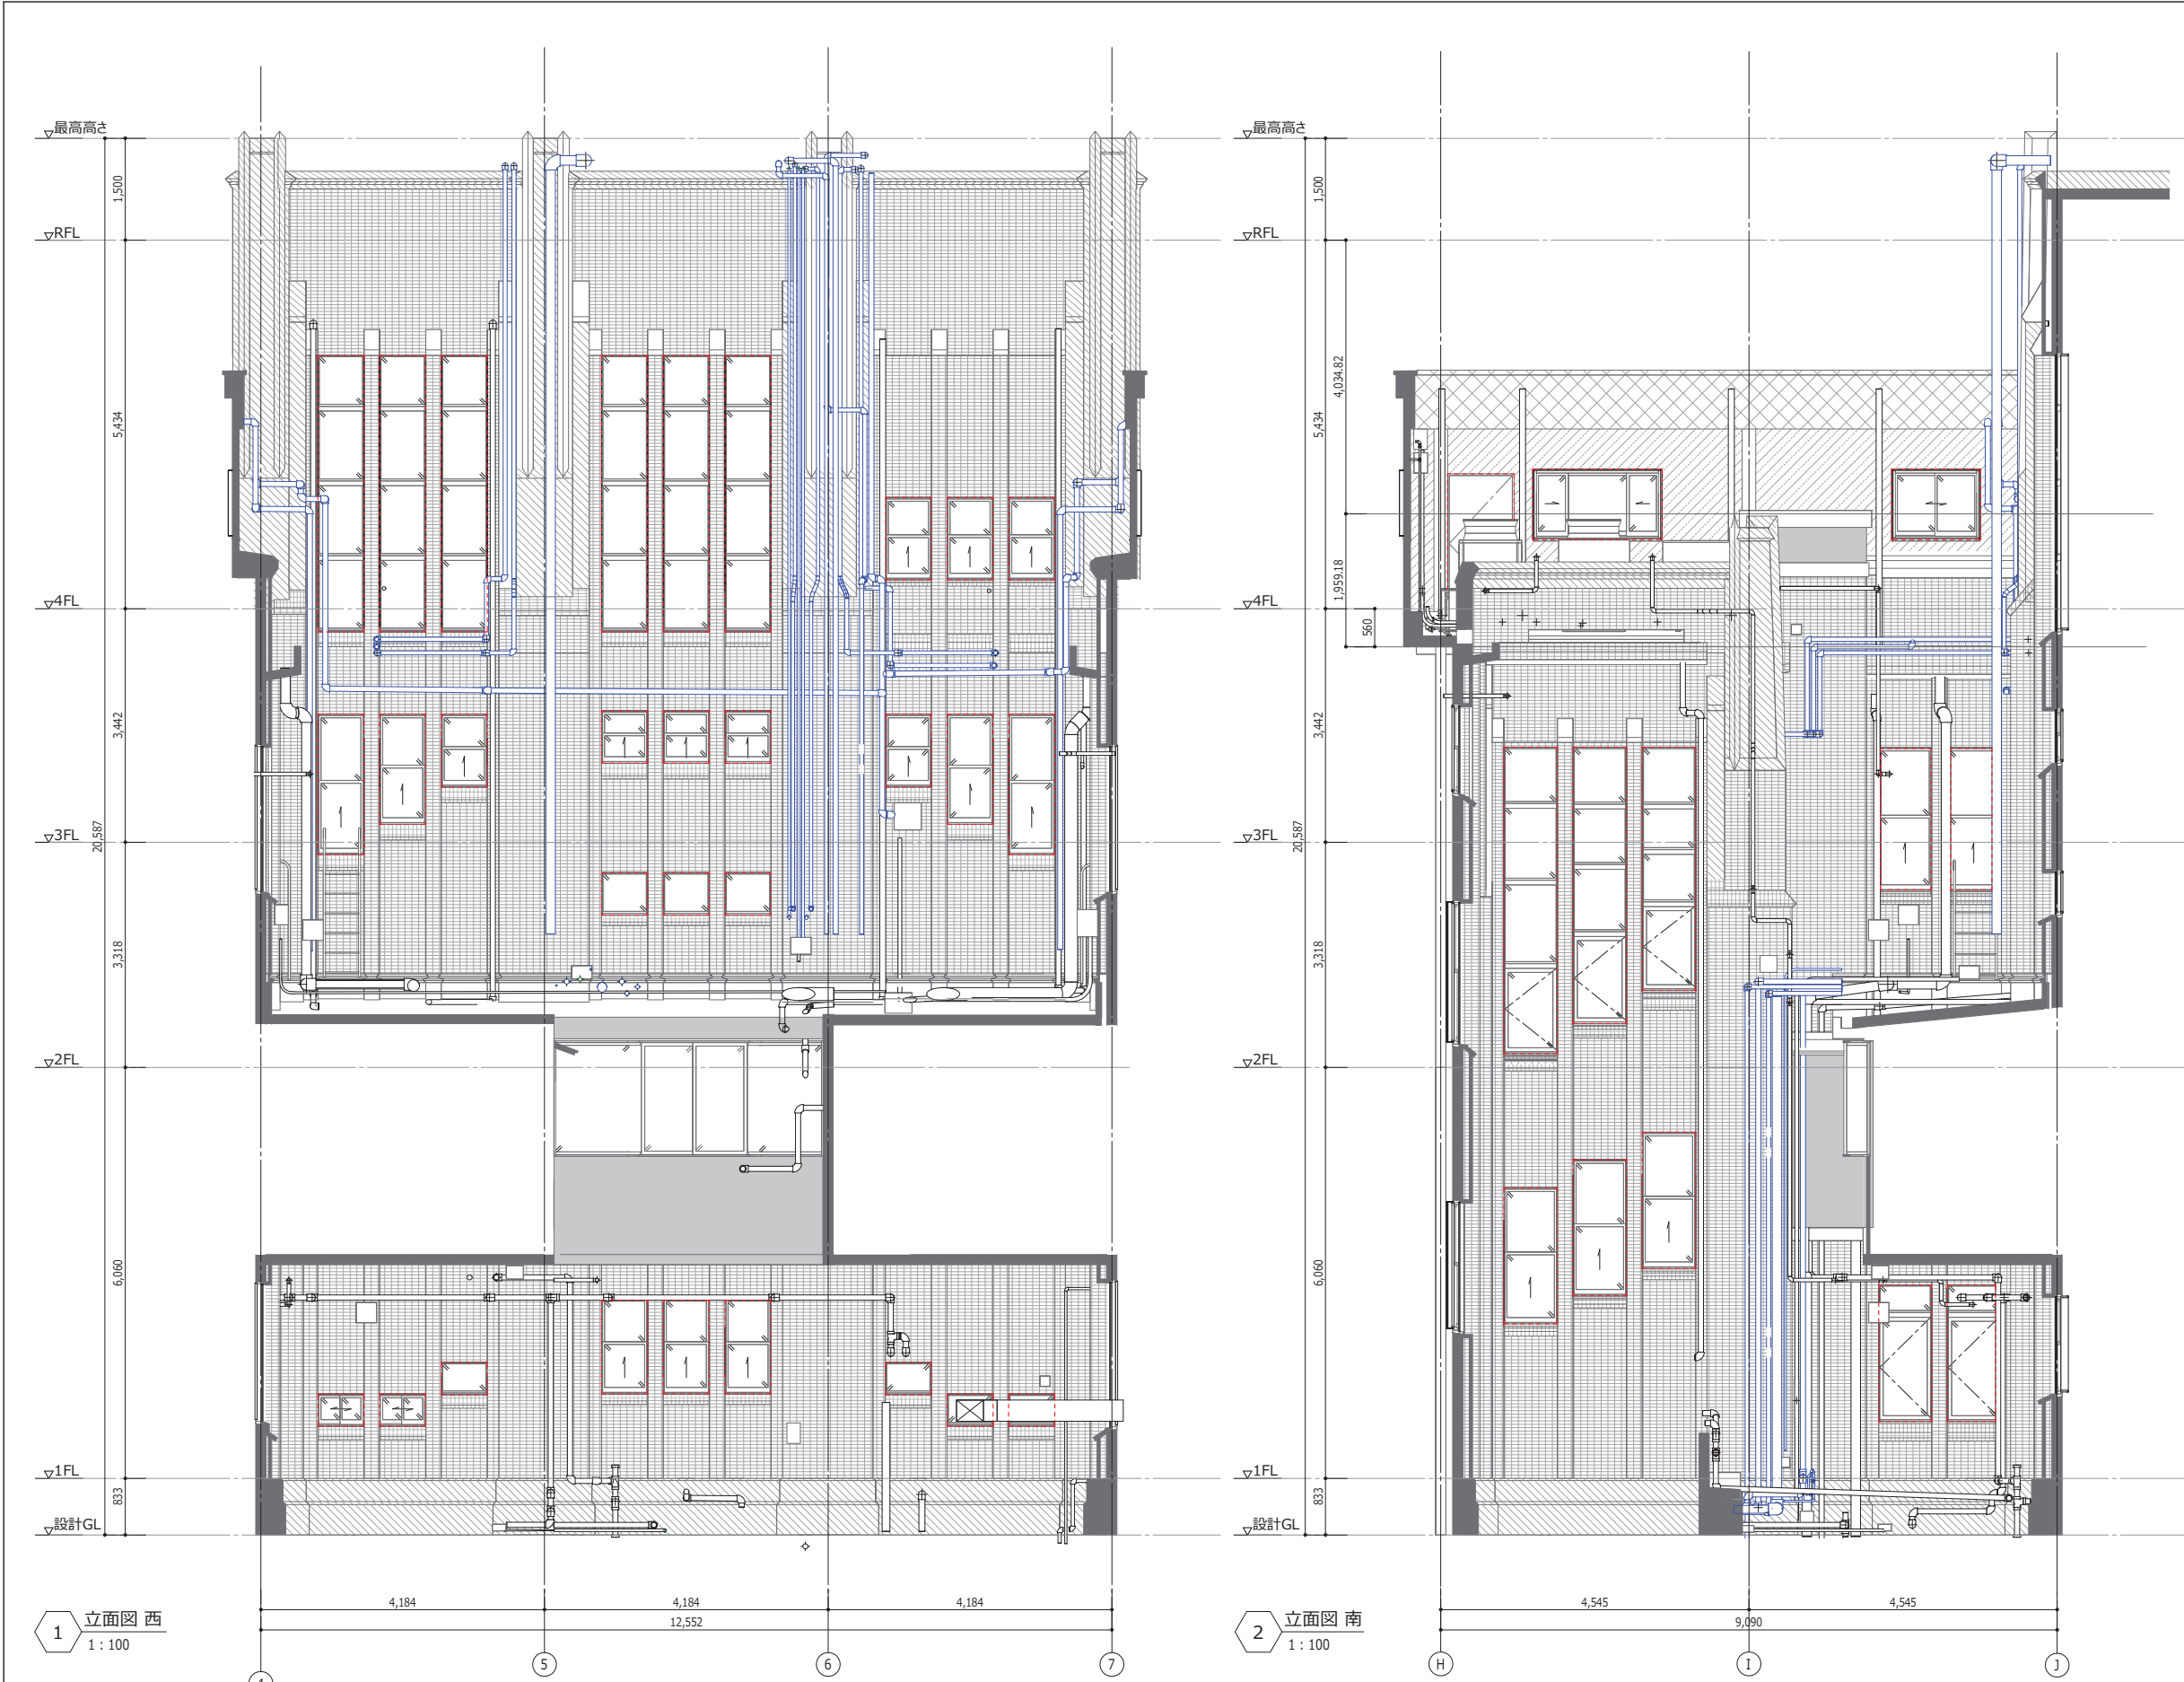 ▽最高高さ
1,500
▽RFL
5,434
▽4FL
3,442
▽3FL
20,587
3,318
▽2FL
6,060
▽1FL
833
▽設計GL
4,184
4,184
4,184
12,552
1
立面図 西
1 : 100
5
6
7
▽最高高さ
1,500
▽RFL
4,034.82
5,434
1,959.18
▽4FL
560
3,442
▽3FL
20,587
3,318
▽2FL
6,060
▽1FL
833
▽設計GL
4,545
4,545
9,090
2
立面図 南
1 : 100
H
I
J